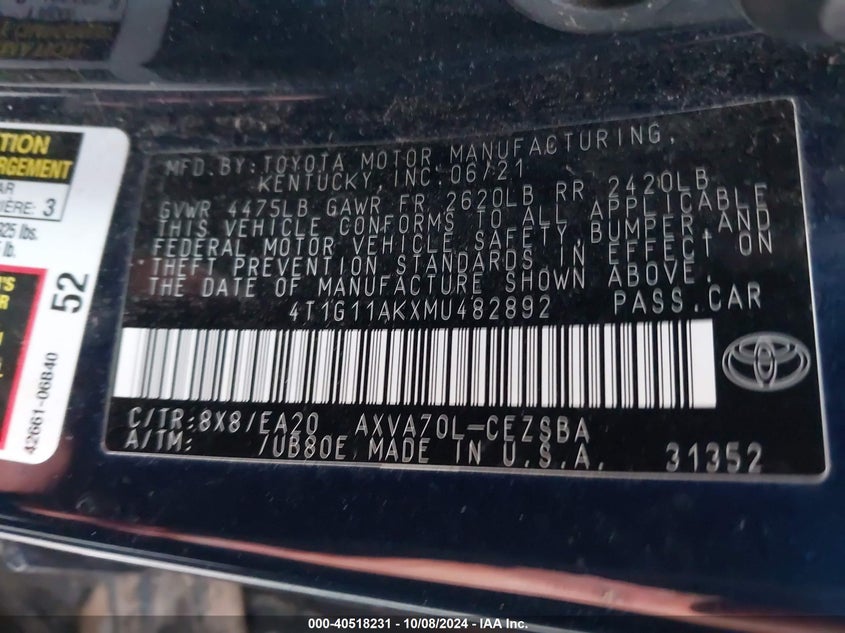 MFD. BY: TOYOTA MOTOR MANUFACTURING,
KENTUCKY, INC. 06/21
GVWR 4475LB GAWR FR 2620LB RR 2420LB
THIS VEHICLE CONFORMS TO ALL APPLICABLE
FEDERAL MOTOR VEHICLE SAFETY, BUMPER, AND
THEFT PREVENTION STANDARDS IN EFFECT ON
THE DATE OF MANUFACTURE SHOWN ABOVE.
4T1G11AKXMU482892 PASS.CAR
C/TR:8X8/EA20 AXVA70L-CEZSBA
A/TM: /UB80E MADE IN U.S.A. 31352
52
42661-06B40
: 3
lb.
000-40518231 - 10/08/2024 - IAA Inc.